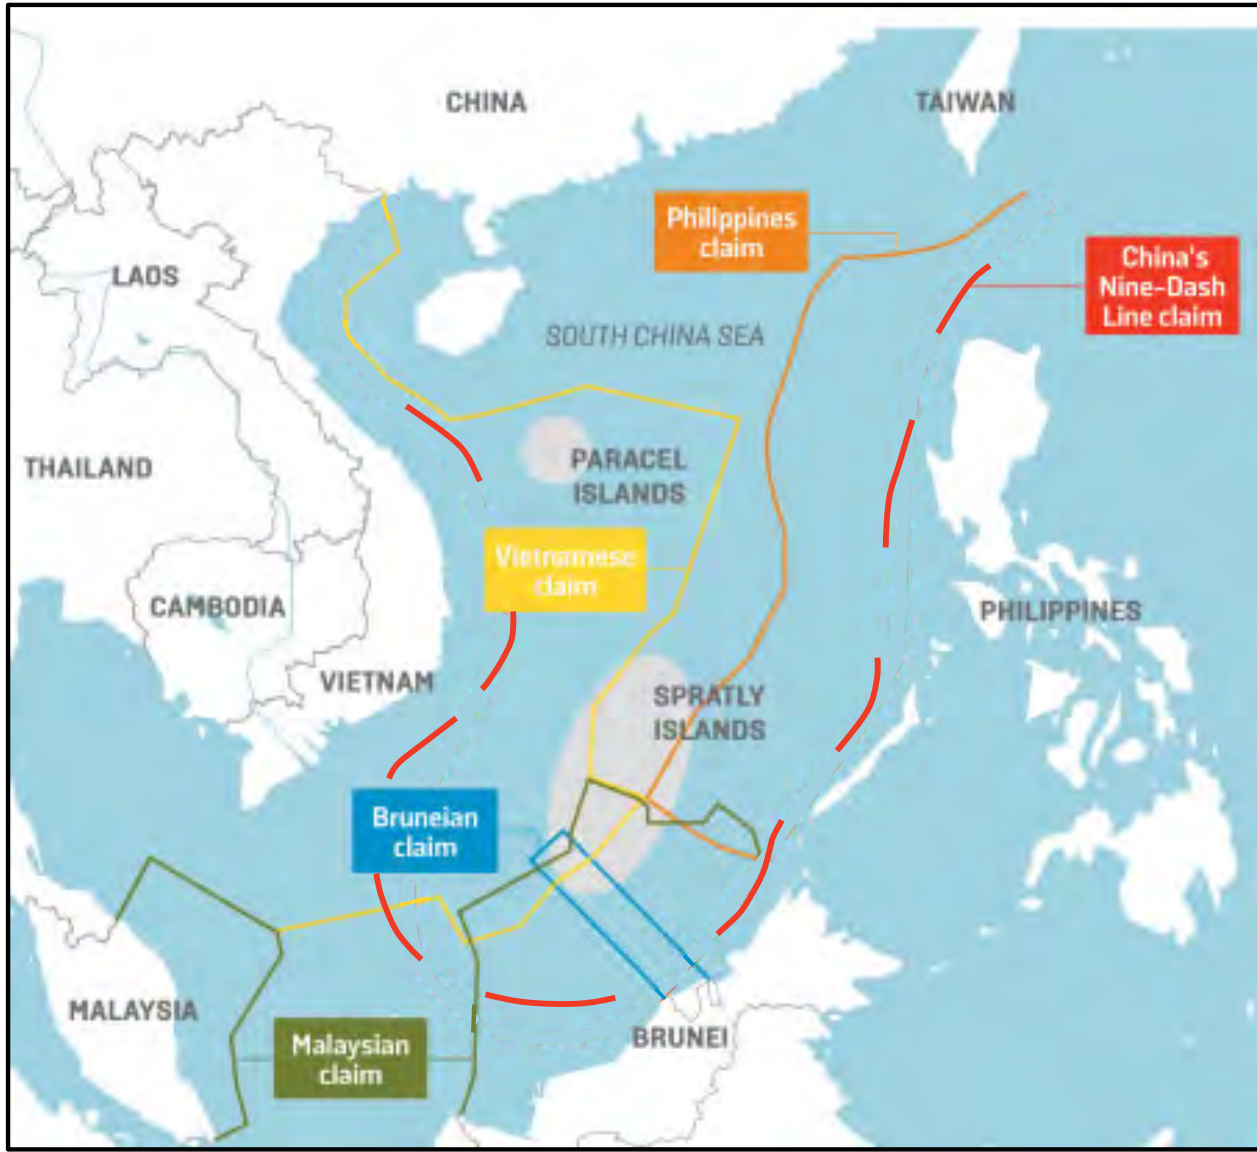 CHINA
TAIWAN
Philippines
claim
China's
Nine-Dash
Line claim
LAOS
SOUTH CHINA SEA
THAILAND
PARACEL
ISLANDS
Vietnamese
claim
CAMBODIA
PHILIPPINES
VIETNAM
SPRATLY
ISLANDS
Bruneian
claim
MALAYSIA
BRUNEI
Malaysian
claim